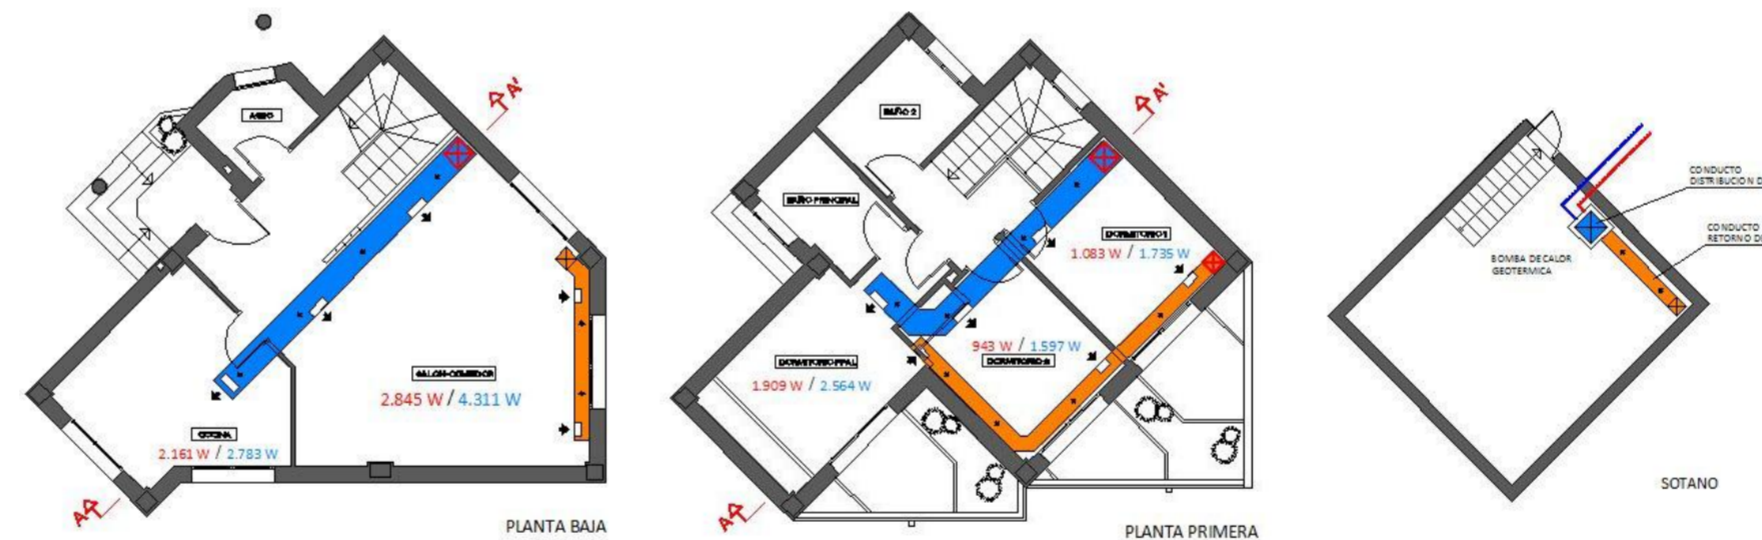 A'
ASEO
SALON-COMEDOR
2.845 W / 4.311 W
COCINA
2.161 W / 2.783 W
A
PLANTA BAJA
A'
BAÑO 2
BAÑO PRINCIPAL
DORMITORIO 1
1.083 W / 1.735 W
943 W / 1.597 W
DORMITORIO PPAL
1.909 W / 2.564 W
A
PLANTA PRIMERA
CONDUCTO
DISTRIBUCION D
CONDUCTO
RETORNO D
BOMBA DE CALOR
GEOTERMICA
SOTANO